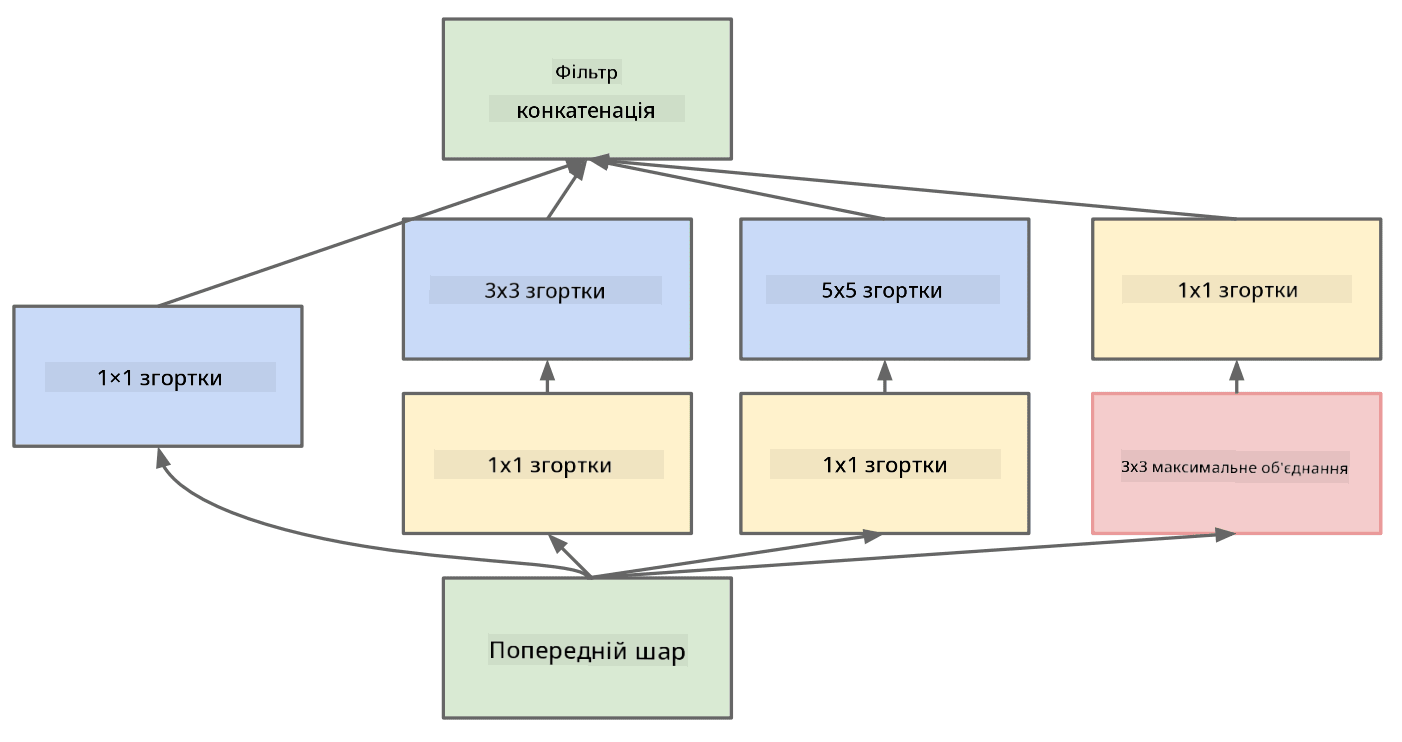 Фільтр
конкатенація
3x3 згортки
5x5 згортки
1x1 згортки
1×1 згортки
1x1 згортки
1x1 згортки
3x3 максимальне об'єднання
Попередній шар